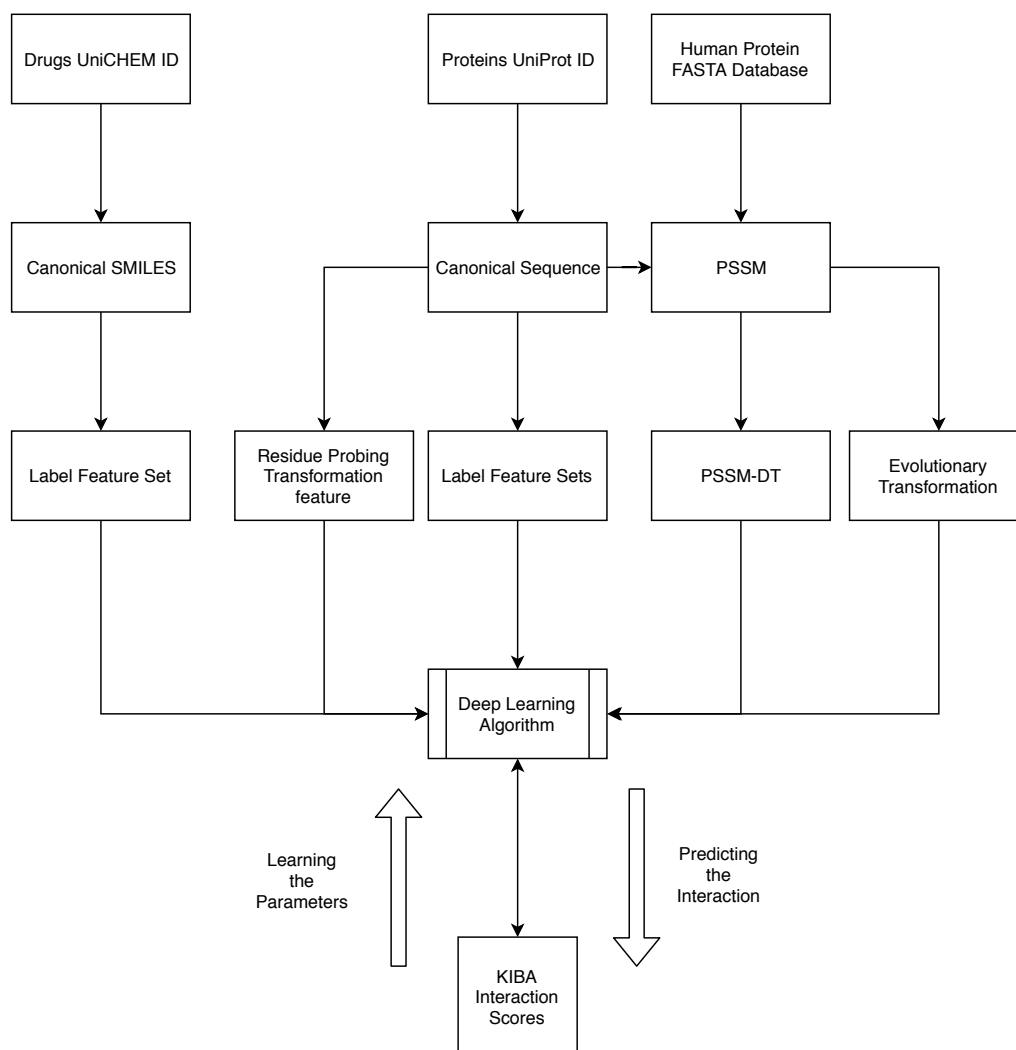 Drugs UniCHEM ID
Proteins UniProt ID
Human Protein
FASTA Database
Canonical SMILES
Canonical Sequence
PSSM
Label Feature Set
Residue Probing
Transformation
feature
Label Feature Sets
PSSM-DT
Evolutionary
Transformation
Deep Learning
Algorithm
Learning
the
Parameters
Predicting
the
Interaction
KIBA
Interaction
Scores